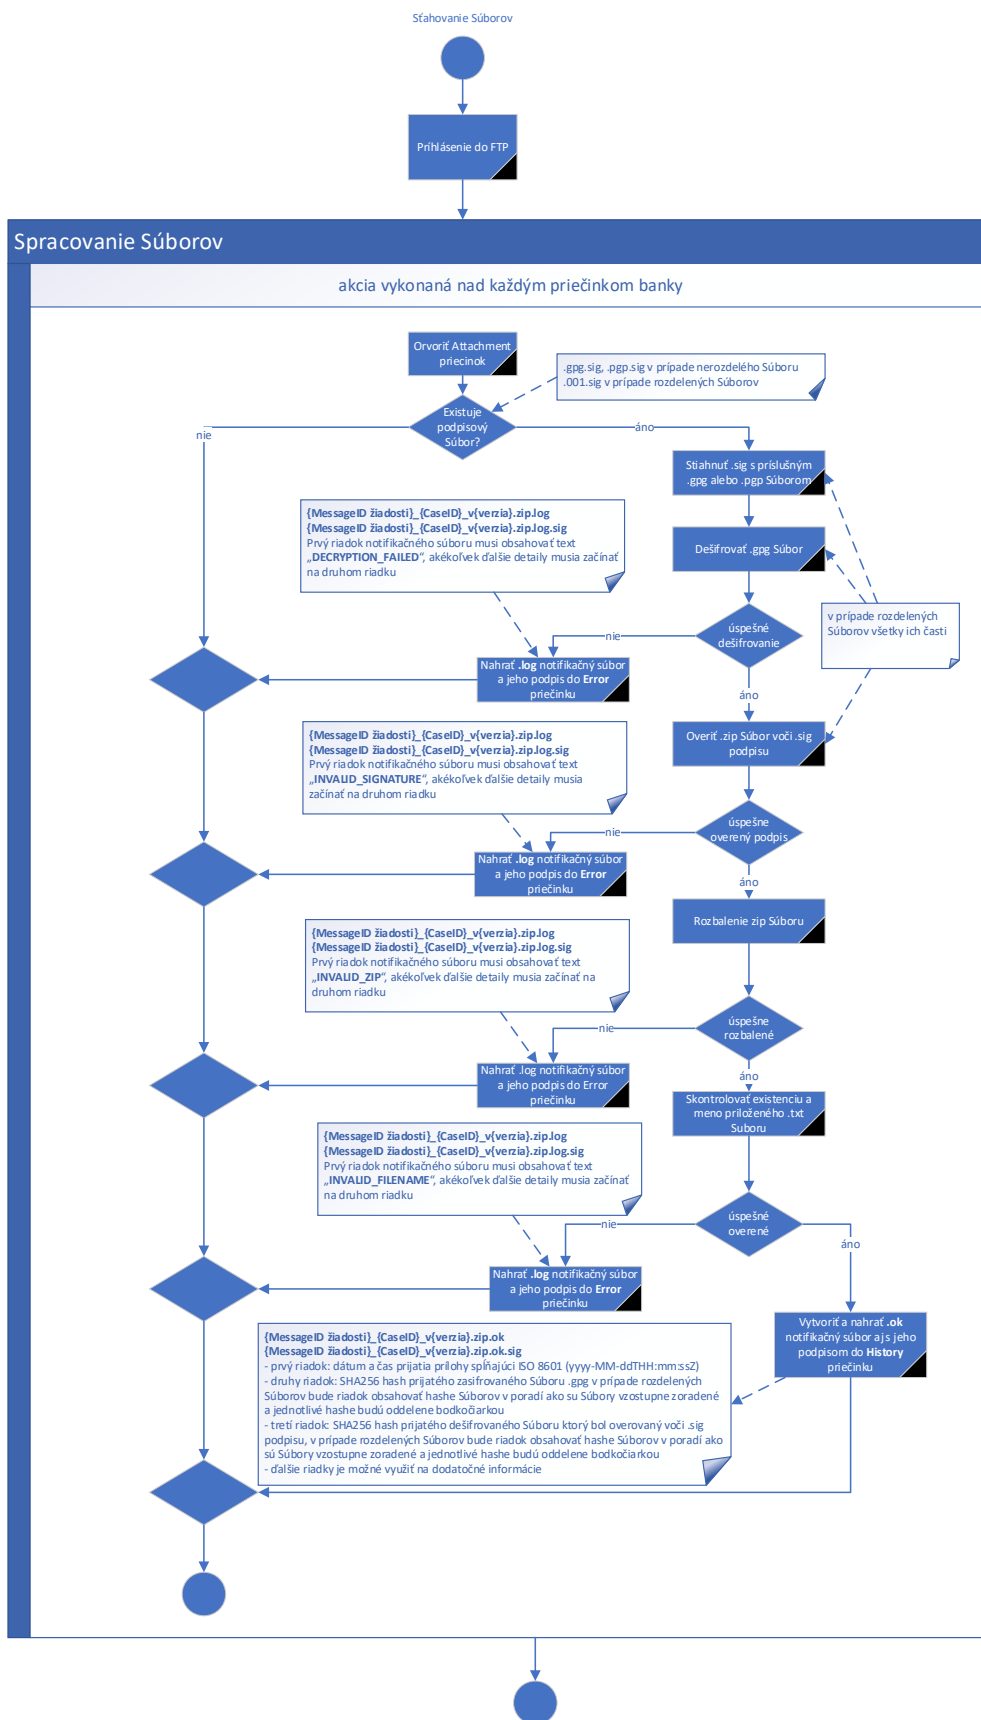 Sťahovanie Súborov
Príhlásenie do FTP
Spracovanie Súborov
akcia vykonaná nad každým priečinkom banky
Orvoriť Attachment
priecinok
.gpg.sig, .pgp.sig v prípade nerozdelého Súboru
.001.sig v prípade rozdelených Súborov
Existuje
podpisový
Súbor?
nie
áno
Stiahnuť .sig s príslušným
.gpg alebo .pgp Súborom
{MessageID žiadosti}_{CaseID}_v{verzia}.zip.log
{MessageID žiadosti}_{CaseID}_v{verzia}.zip.log.sig
Prvý riadok notifikačného súboru musi obsahovať text
„DECRYPTION_FAILED“, akékoľvek ďalšie detaily musia začínať
na druhom riadku
Dešifrovať .gpg Súbor
v prípade rozdelených
Súborov všetky ich časti
úspešné
dešifrovanie
nie
Nahrať .log notifikačný súbor
a jeho podpis do Error
priečinku
áno
{MessageID žiadosti}_{CaseID}_v{verzia}.zip.log
{MessageID žiadosti}_{CaseID}_v{verzia}.zip.log.sig
Prvý riadok notifikačného súboru musi obsahovať text
„INVALID_SIGNATURE“, akékoľvek ďalšie detaily musia
začínať na druhom riadku
Overiť .zip Súbor voči .sig
podpisu
úspešne
overený podpis
nie
Nahrať .log notifikačný súbor
a jeho podpis do Error
priečinku
áno
Rozbalenie zip Súboru
{MessageID žiadosti}_{CaseID}_v{verzia}.zip.log
{MessageID žiadosti}_{CaseID}_v{verzia}.zip.log.sig
Prvý riadok notifikačného súboru musi obsahovať text
„INVALID_ZIP“, akékoľvek ďalšie detaily musia začínať na
druhom riadku
úspešne
rozbalené
nie
Nahrať .log notifikačný súbor
a jeho podpis do Error
priečinku
áno
Skontrolovať existenciu a
meno priloženého .txt
Suboru
{MessageID žiadosti}_{CaseID}_v{verzia}.zip.log
{MessageID žiadosti}_{CaseID}_v{verzia}.zip.log.sig
Prvý riadok notifikačného súboru musi obsahovať text
„INVALID_FILENAME“, akékoľvek ďalšie detaily musia začínať
na druhom riadku
úspešné
overené
nie
áno
Nahrať .log notifikačný súbor
a jeho podpis do Error
priečinku
Vytvoriť a nahrať .ok
notifikačný súbor aj s jeho
podpisom do History
priečinku
{MessageID žiadosti}_{CaseID}_v{verzia}.zip.ok
{MessageID žiadosti}_{CaseID}_v{verzia}.zip.ok.sig
- prvý riadok: dátum a čas prijatia prílohy spĺňajúci ISO 8601 (yyyy-MM-ddTHH:mm:ssZ)
- druhy riadok: SHA256 hash prijatého zasifrovaného Súboru .gpg v prípade rozdelených
Súborov bude riadok obsahovať hashe Súborov v poradí ako su Súbory vzostupne zoradené
a jednotlivé hashe budú oddelene bodkočiarkou
- tretí riadok: SHA256 hash prijatého dešifrovaného Súboru ktorý bol overovaný voči .sig
podpisu, v prípade rozdelených Súborov bude riadok obsahovať hashe Súborov v poradí ako
sú Súbory vzostupne zoradené a jednotlivé hashe budú oddelene bodkočiarkou
- ďalšie riadky je možné využiť na dodatočné informácie